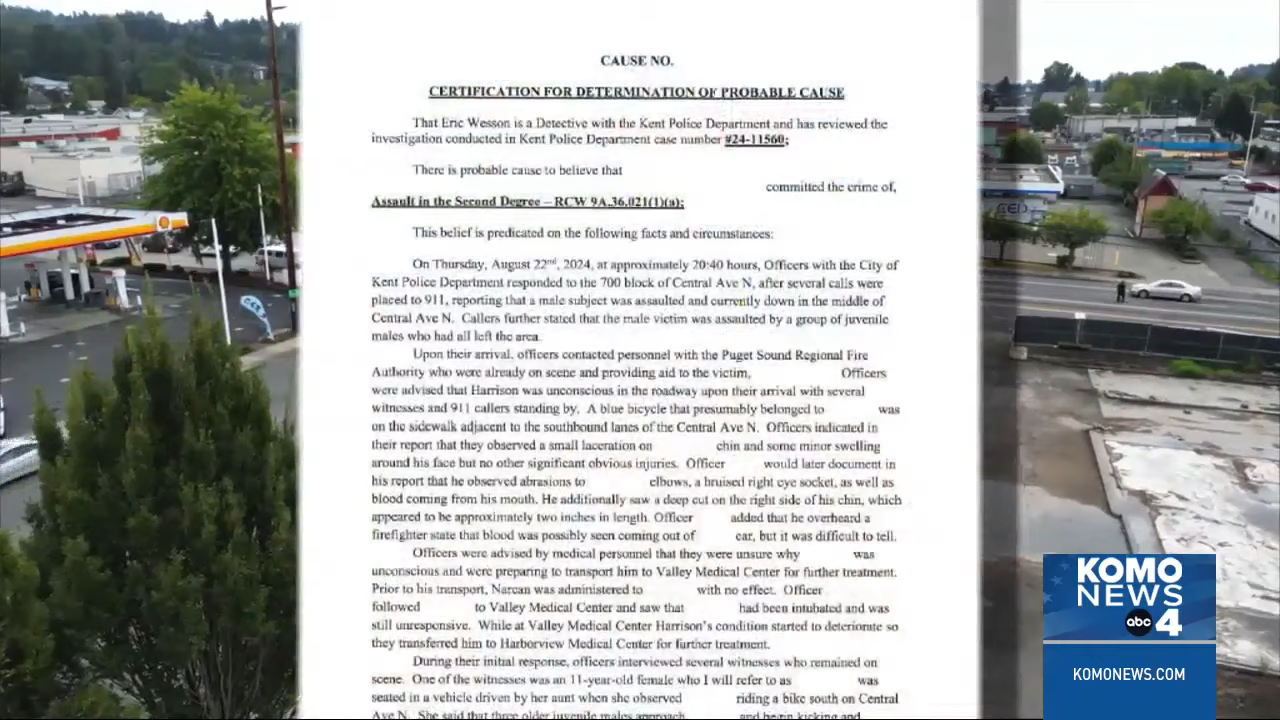 CAUSE NO.
CERTIFICATION FOR DETERMINATION OF PROBABLE CAUSE
That Eric Wesson is a Detective with the Kent Police Department and has reviewed the
investigation conducted in Kent Police Department case number #24-11560;
There is probable cause to believe that
committed the crime of,
Assault in the Second Degree – RCW 9A.36.021(1)(a);
This belief is predicated on the following facts and circumstances:
On Thursday, August 22nd, 2024, at approximately 20:40 hours, Officers with the City of
Kent Police Department responded to the 700 block of Central Ave N, after several calls were
placed to 911, reporting that a male subject was assaulted and currently down in the middle of
Central Ave N. Callers further stated that the male victim was assaulted by a group of juvenile
males who had all left the area.
Upon their arrival, officers contacted personnel with the Puget Sound Regional Fire
Authority who were already on scene and providing aid to the victim, Officers
were advised that Harrison was unconscious in the roadway upon their arrival with several
witnesses and 911 callers standing by. A blue bicycle that presumably belonged to was
on the sidewalk adjacent to the southbound lanes of the Central Ave N. Officers indicated in
their report that they observed a small laceration on chin and some minor swelling
around his face but no other significant obvious injuries. Officer would later document in
his report that he observed abrasions to elbows, a bruised right eye socket, as well as
blood coming from his mouth. He additionally saw a deep cut on the right side of his chin, which
appeared to be approximately two inches in length. Officer added that he overheard a
firefighter state that blood was possibly seen coming out of ear, but it was difficult to tell.
Officers were advised by medical personnel that they were unsure why was
unconscious and were preparing to transport him to Valley Medical Center for further treatment.
Prior to his transport, Narcan was administered to with no effect. Officer
followed to Valley Medical Center and saw that had been intubated and was
still unresponsive. While at Valley Medical Center Harrison's condition started to deteriorate so
they transferred him to Harborview Medical Center for further treatment.
During their initial response, officers interviewed several witnesses who remained on
scene. One of the witnesses was an 11-year-old female who I will refer to as was
seated in a vehicle driven by her aunt when she observed riding a bike south on Central
Ave N. She said that three older juvenile males approach and begin kicking and
KOMO
NEWS
abc 4
KOMONEWS.COM